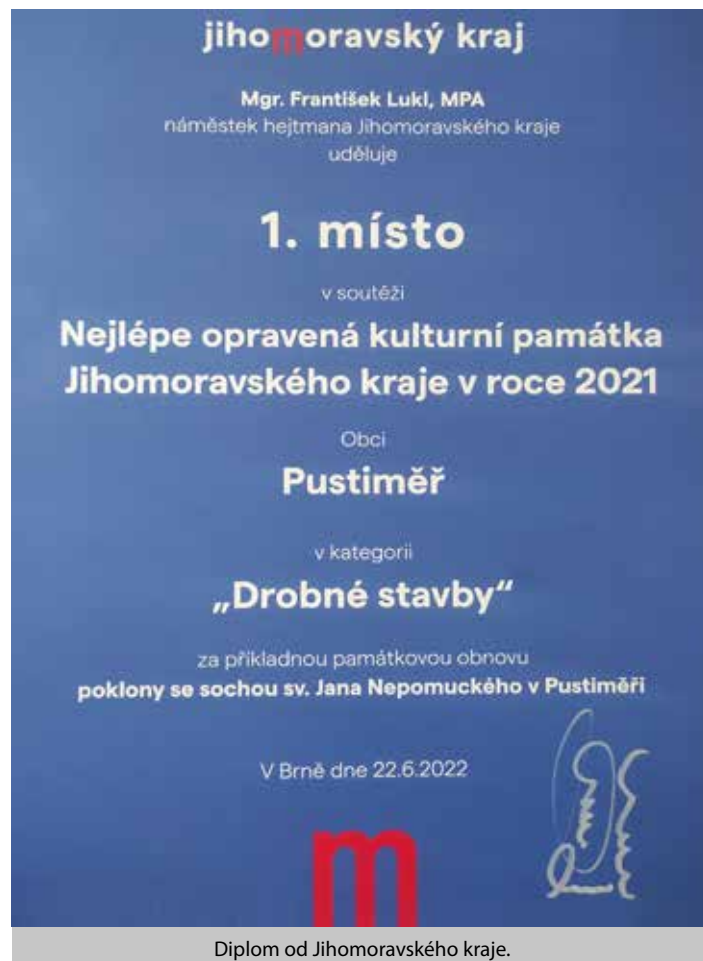 jihomoravský kraj
Mgr. František Lukl, MPA
náměstek hejtmana Jihomoravského kraje
uděluje
1. místo
v soutěži
Nejlépe opravená kulturní památka
Jihomoravského kraje v roce 2021
Obci
Pustiměř
v kategorii
„Drobné stavby“
za příkladnou památkovou obnovu
poklony se sochou sv. Jana Nepomuckého v Pustiměři
V Brně dne 22.6.2022
m
Diplom od Jihomoravského kraje.